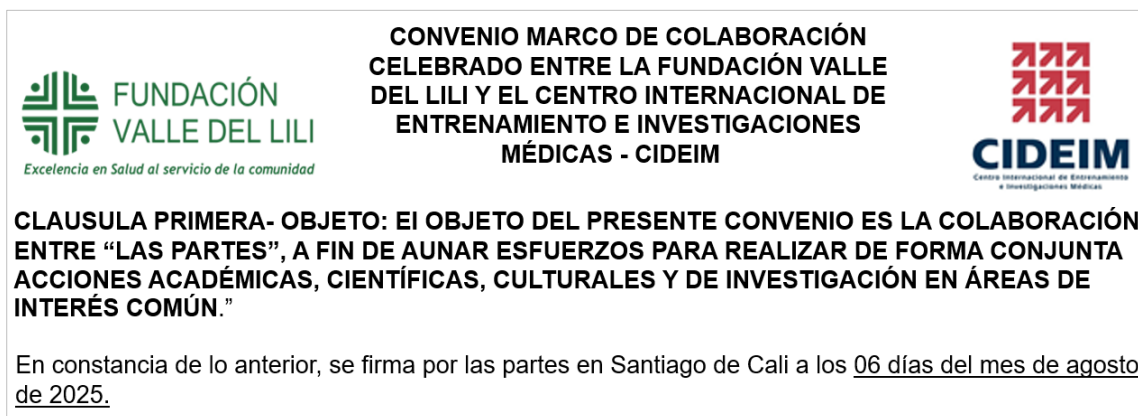 CONVENIO MARCO DE COLABORACIÓN
CELEBRADO ENTRE LA FUNDACIÓN VALLE
DEL LILI Y EL CENTRO INTERNACIONAL DE
ENTRENAMIENTO E INVESTIGACIONES
MÉDICAS - CIDEIM
FUNDACIÓN
VALLE DEL LILI
Excelencia en Salud al servicio de la comunidad
CIDEIM
Centro Internacional de Entrenamiento
e Investigaciones Médicas
CLAUSULA PRIMERA- OBJETO: El OBJETO DEL PRESENTE CONVENIO ES LA COLABORACIÓN
ENTRE “LAS PARTES”, A FIN DE AUNAR ESFUERZOS PARA REALIZAR DE FORMA CONJUNTA
ACCIONES ACADÉMICAS, CIENTÍFICAS, CULTURALES Y DE INVESTIGACIÓN EN ÁREAS DE
INTERÉS COMÚN.”
En constancia de lo anterior, se firma por las partes en Santiago de Cali a los 06 días del mes de agosto
de 2025.